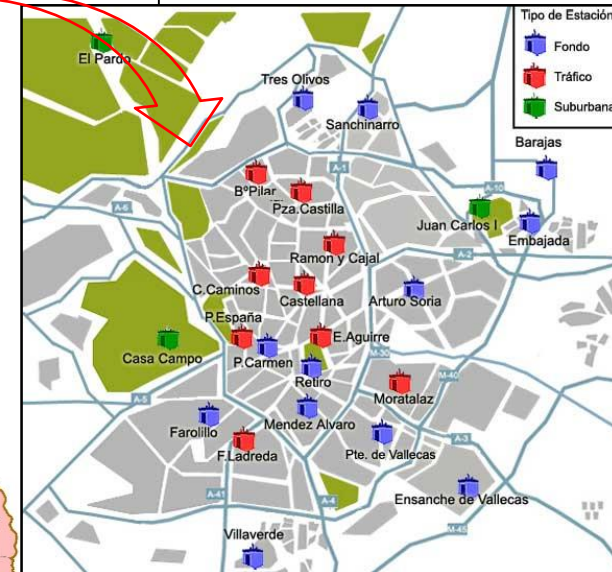 Tipo de Estación
Fondo
Tráfico
Suburbana
El Pardo
Tres Olivos
Sanchinarro
Barajas
A-1
BºPilar
Pza.Castilla
A-10
A-6
Juan Carlos I
Embajada
Ramon y Cajal
A-2
C.Caminos
Castellana
Arturo Soria
P.España
E.Aguirre
Casa Campo
P.Carmen
M-30
Retiro
M-40
Moratalaz
A-5
Farolillo
Mendez Alvaro
F.Ladreda
Pte. de Vallecas
A-3
A-41
A-4
Ensanche de Vallecas
Villaverde
M-45